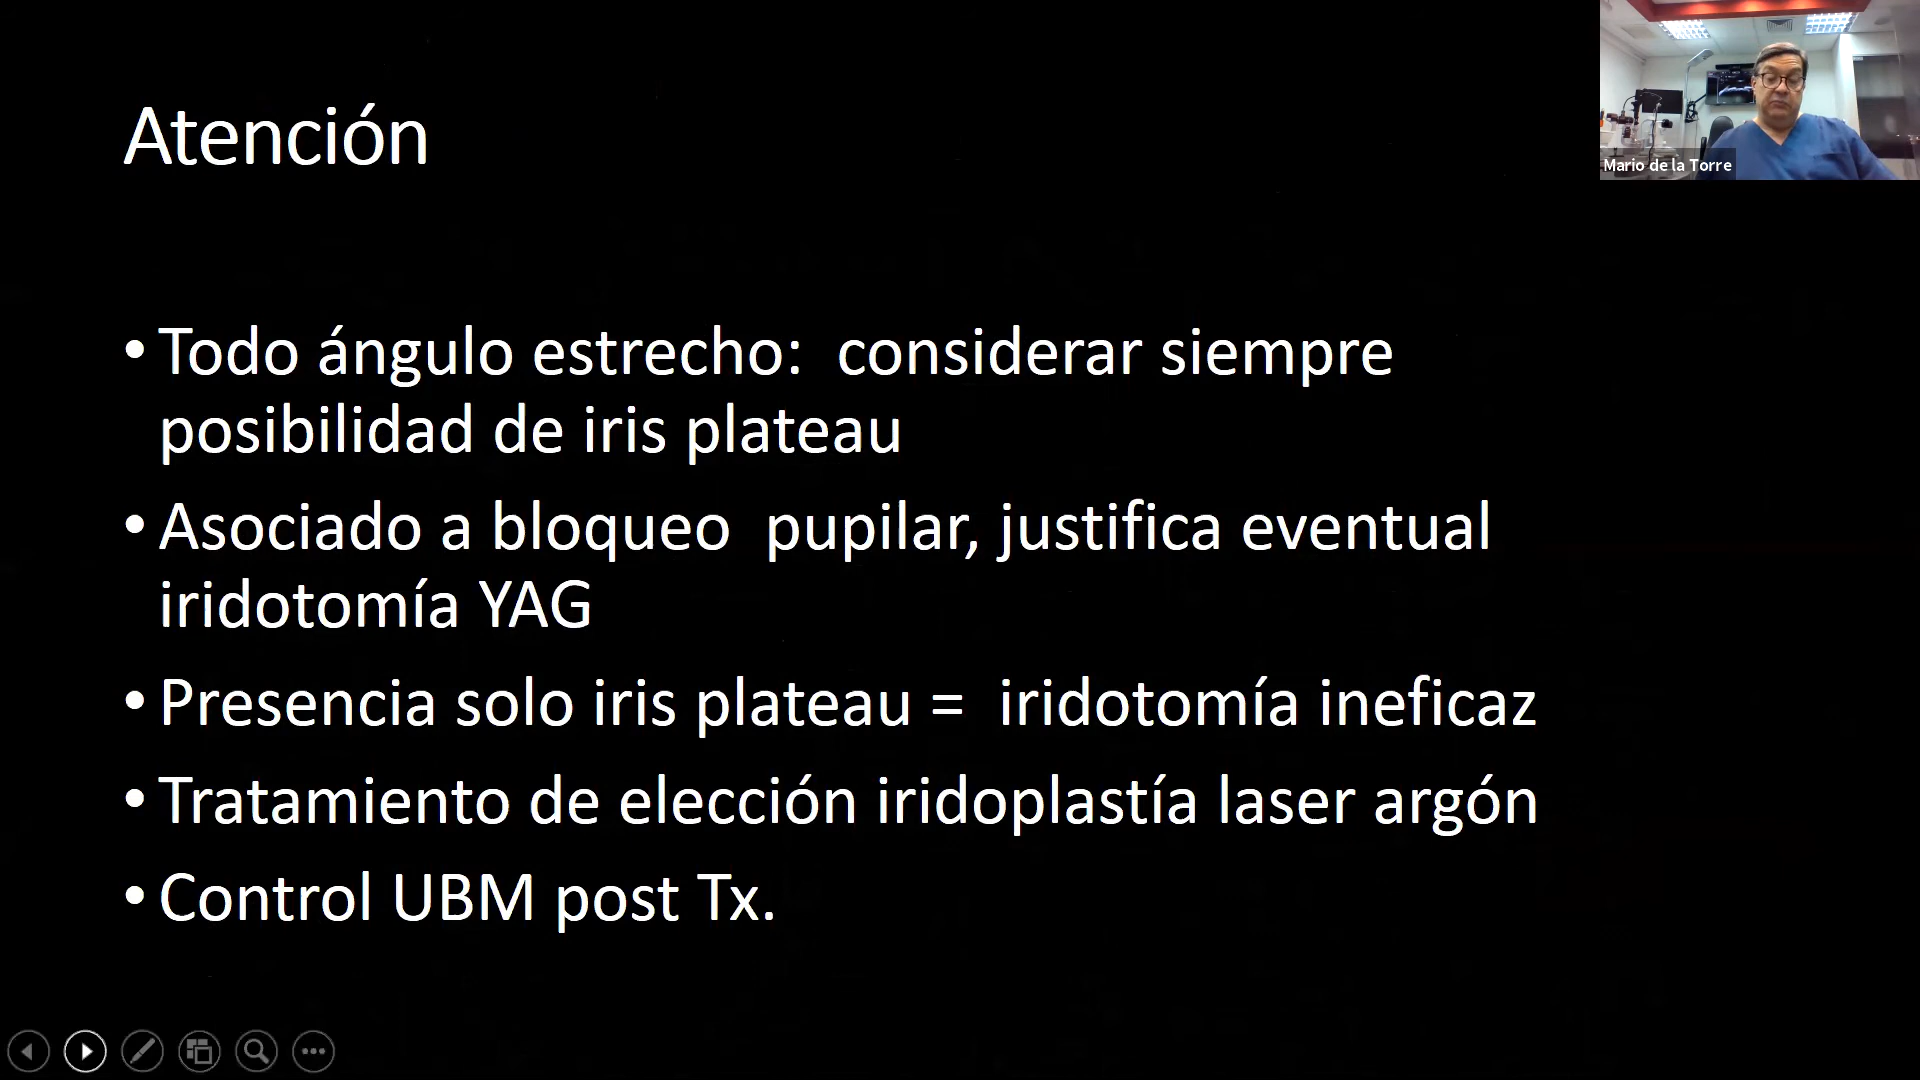 Atención
Mario de la Torre
• Todo ángulo estrecho: considerar siempre
posibilidad de iris plateau
• Asociado a bloqueo pupilar, justifica eventual
iridotomía YAG
• Presencia solo iris plateau = iridotomía ineficaz
• Tratamiento de elección iridoplastía laser argón
• Control UBM post Tx.